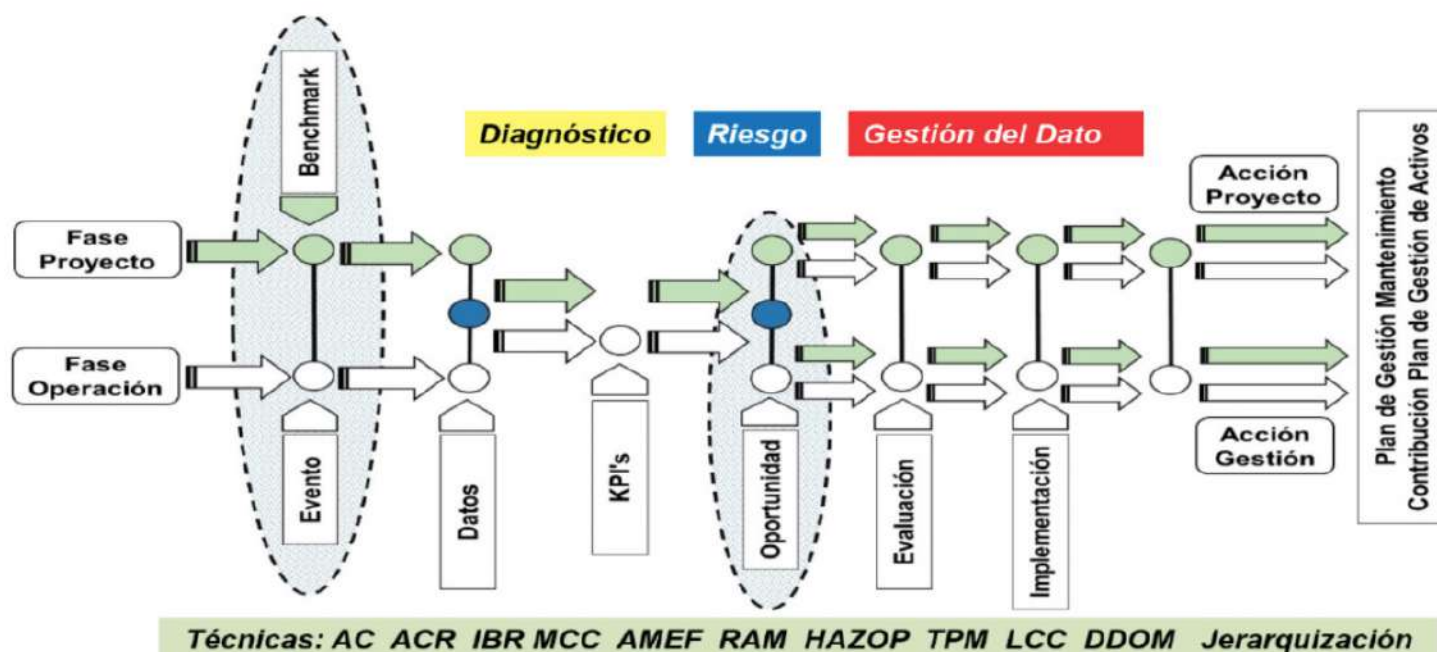 Benchmark
Diagnóstico
Riesgo
Gestión del Dato
Fase
Proyecto
Fase
Operación
Evento
Datos
KPI's
Oportunidad
Evaluación
Implementación
Acción
Proyecto
Acción
Gestión
Plan de Gestión Mantenimiento
Contribución Plan de Gestión de Activos
Técnicas: AC ACR IBR MCC AMEF RAM HAZOP TPM LCC DDOM Jerarquización